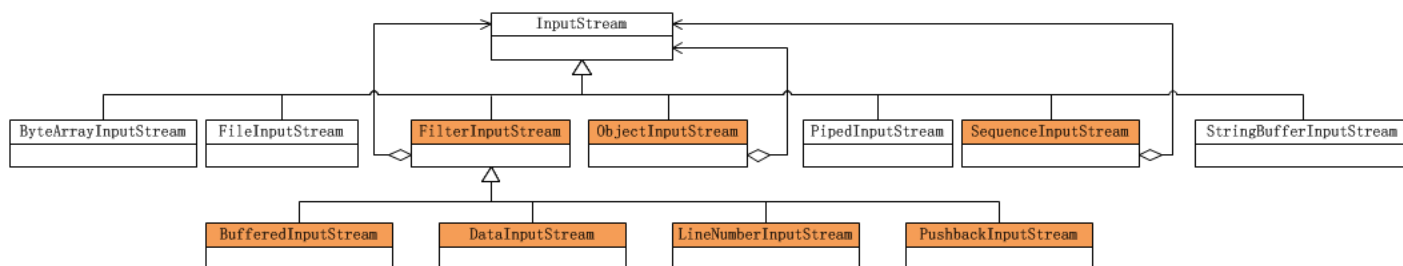 InputStream
ByteArrayInputStream
FileInputStream
FilterInputStream
ObjectInputStream
PipedInputStream
SequenceInputStream
StringBufferInputStream
BufferedInputStream
DataInputStream
LineNumberInputStream
PushbackInputStream